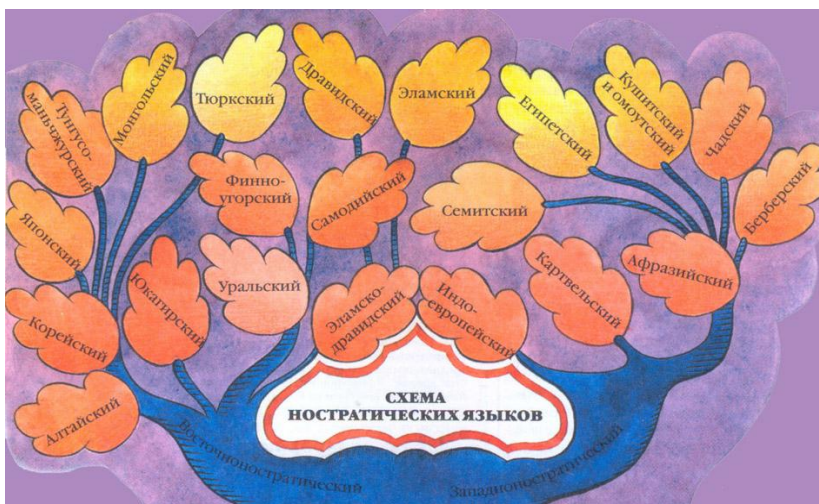 Тунгусо-
маньчжурский
Монгольский
Тюркский
Дравидский
Эламский
Египетский
Кушитский
и омоутский
Чадский
Берберский
Японский
Финно-
угорский
Самодийский
Семитский
Афразийский
Корейский
Юкагирский
Уральский
Эламско-
дравидский
Индо-
европейский
Картвельский
Алтайский
СХЕМА
НОСТРАТИЧЕСКИХ ЯЗЫКОВ
Восточноностратический
Западноностратический